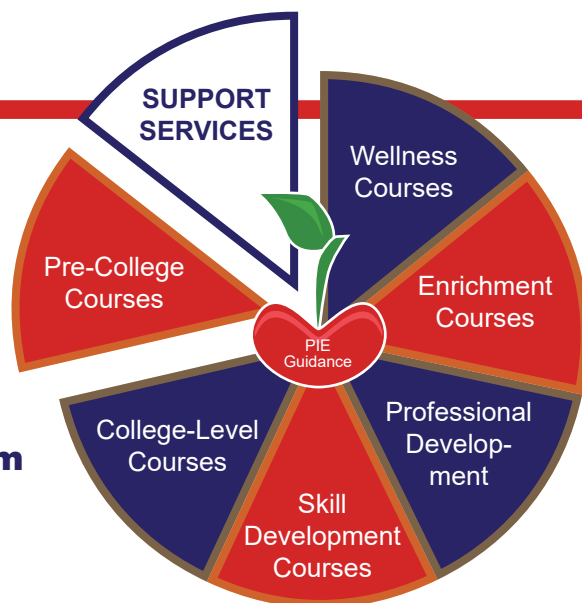 SUPPORT
SERVICES
Wellness
Courses
Enrichment
Courses
Professional
Develop-
ment
Skill
Development
Courses
College-Level
Courses
Pre-College
Courses
PIE
Guidance
m